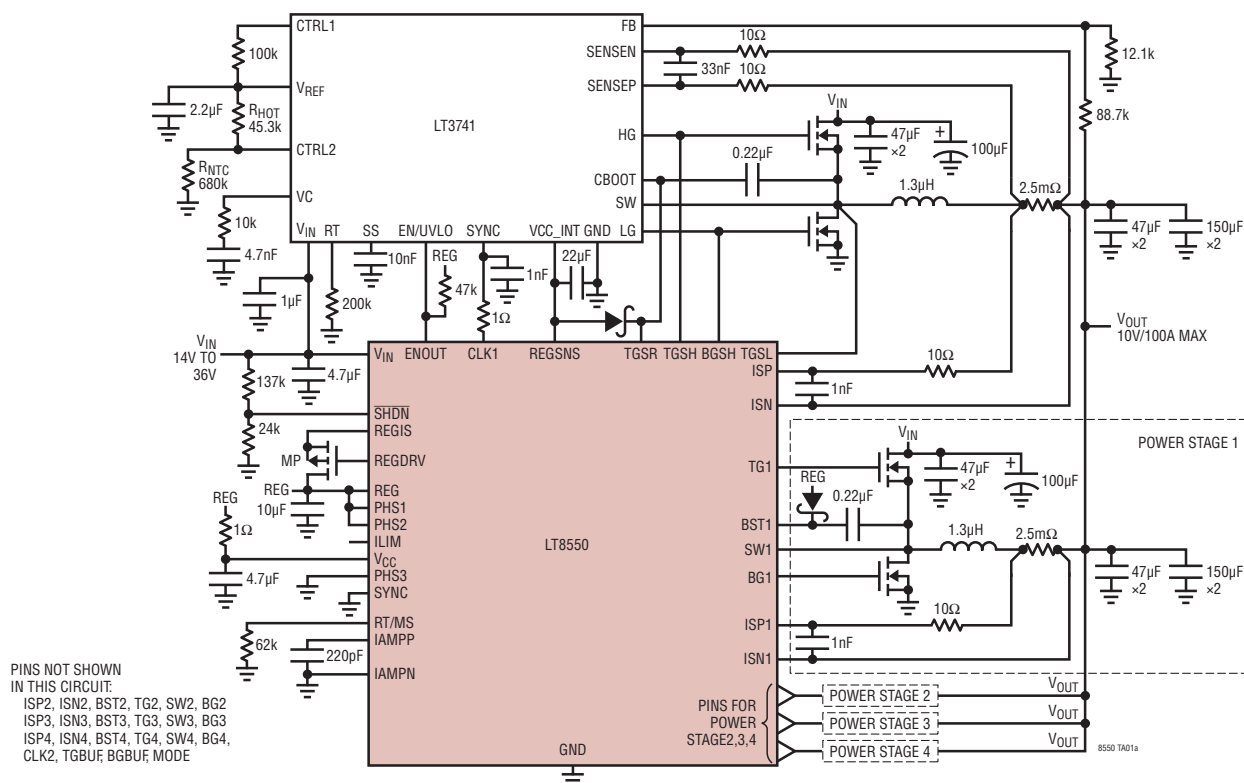 CTRL1
FB
100k
SENSEN
10Ω
12.1k
33nF
VREF
SENSEP
10Ω
2.2µF
RHOT
45.3k
LT3741
VIN
88.7k
HG
47µF
×2
+
100µF
CTRL2
0.22µF
RNTC
680k
CBOOT
1.3µH
2.5mΩ
VC
SW
10k
47µF
×2
150µF
×2
VIN
RT
SS
EN/UVLO
SYNC
VCC_INT
GND
LG
4.7nF
10nF
REG
22µF
1nF
47k
1µF
200k
1Ω
VOUT
10V/100A MAX
VIN
14V TO
36V
VIN
ENOUT
CLK1
REGSNS
TGSR
TGSH
BGSH
TGSL
10Ω
ISP
4.7µF
137k
1nF
ISN
SHDN
24k
REGIS
VIN
POWER STAGE 1
MP
REGDRV
TG1
47µF
×2
+
100µF
REG
REG
REG
0.22µF
REG
10µF
PHS1
1Ω
PHS2
BST1
1.3µH
2.5mΩ
ILIM
LT8550
SW1
VCC
BG1
47µF
×2
150µF
×2
4.7µF
PHS3
SYNC
10Ω
RT/MS
ISP1
IAMPP
1nF
62k
220pF
ISN1
IAMPN
PINS NOT SHOWN
IN THIS CIRCUIT:
ISP2, ISN2, BST2, TG2, SW2, BG2
ISP3, ISN3, BST3, TG3, SW3, BG3
ISP4, ISN4, BST4, TG4, SW4, BG4,
CLK2, TGBUF, BGBUF, MODE
PINS FOR
POWER
STAGE2,3,4
POWER STAGE 2
VOUT
POWER STAGE 3
VOUT
POWER STAGE 4
VOUT
GND
8550 TA01a